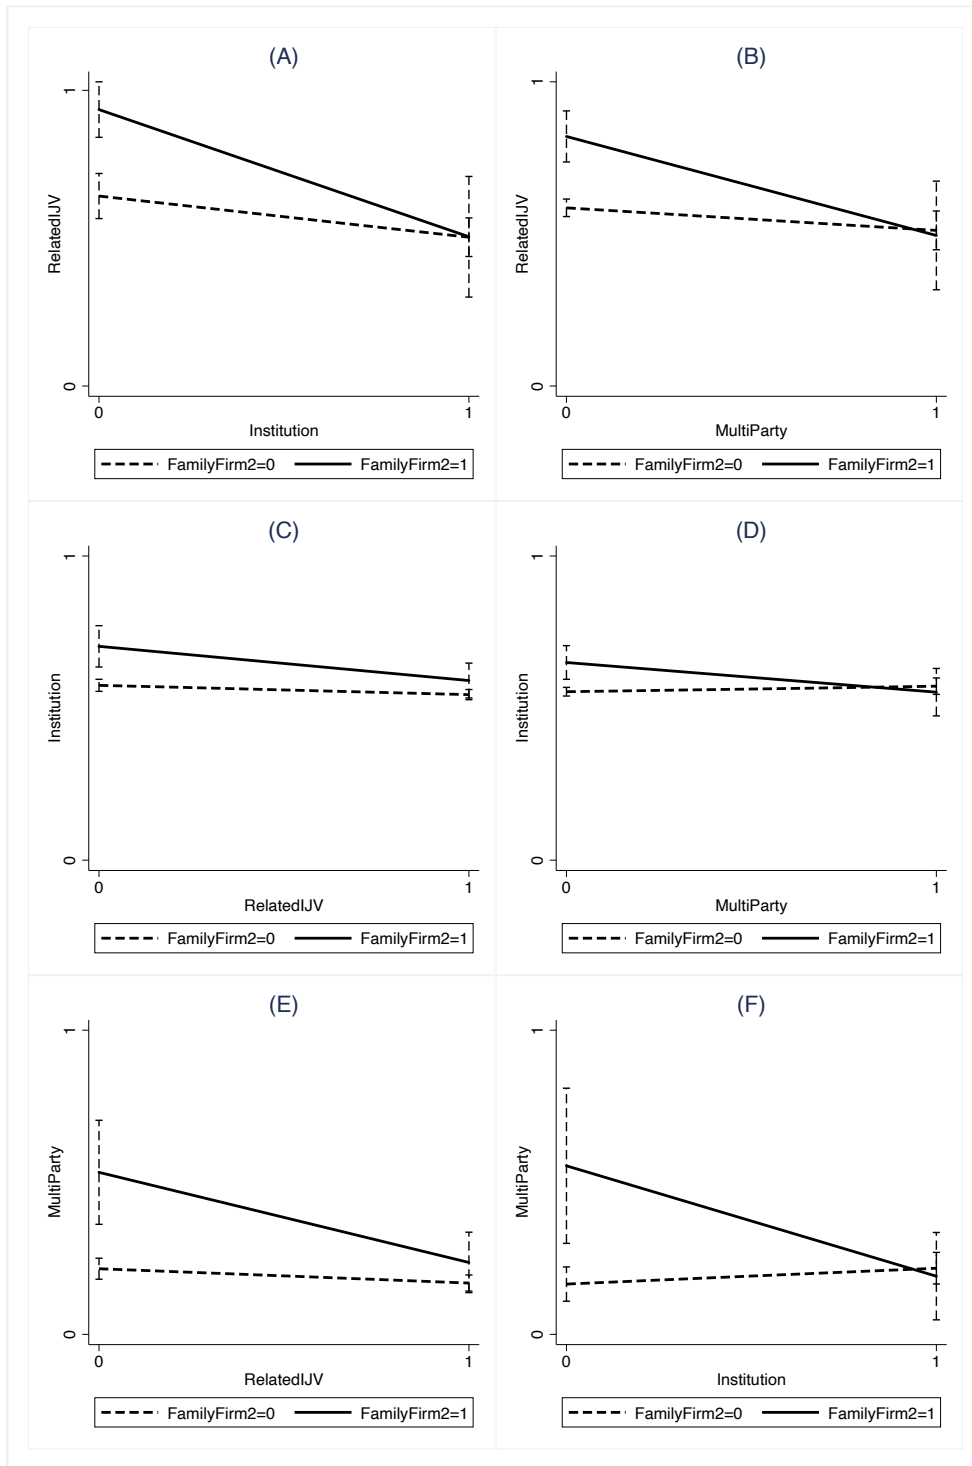 (A)
1
RelatedIJV
0
0 1
Institution
FamilyFirm2=0 FamilyFirm2=1
(B)
1
RelatedIJV
0
0 1
MultiParty
FamilyFirm2=0 FamilyFirm2=1
(C)
1
Institution
0
0 1
RelatedIJV
FamilyFirm2=0 FamilyFirm2=1
(D)
1
Institution
0
0 1
MultiParty
FamilyFirm2=0 FamilyFirm2=1
(E)
1
MultiParty
0
0 1
RelatedIJV
FamilyFirm2=0 FamilyFirm2=1
(F)
1
MultiParty
0
0 1
Institution
FamilyFirm2=0 FamilyFirm2=1